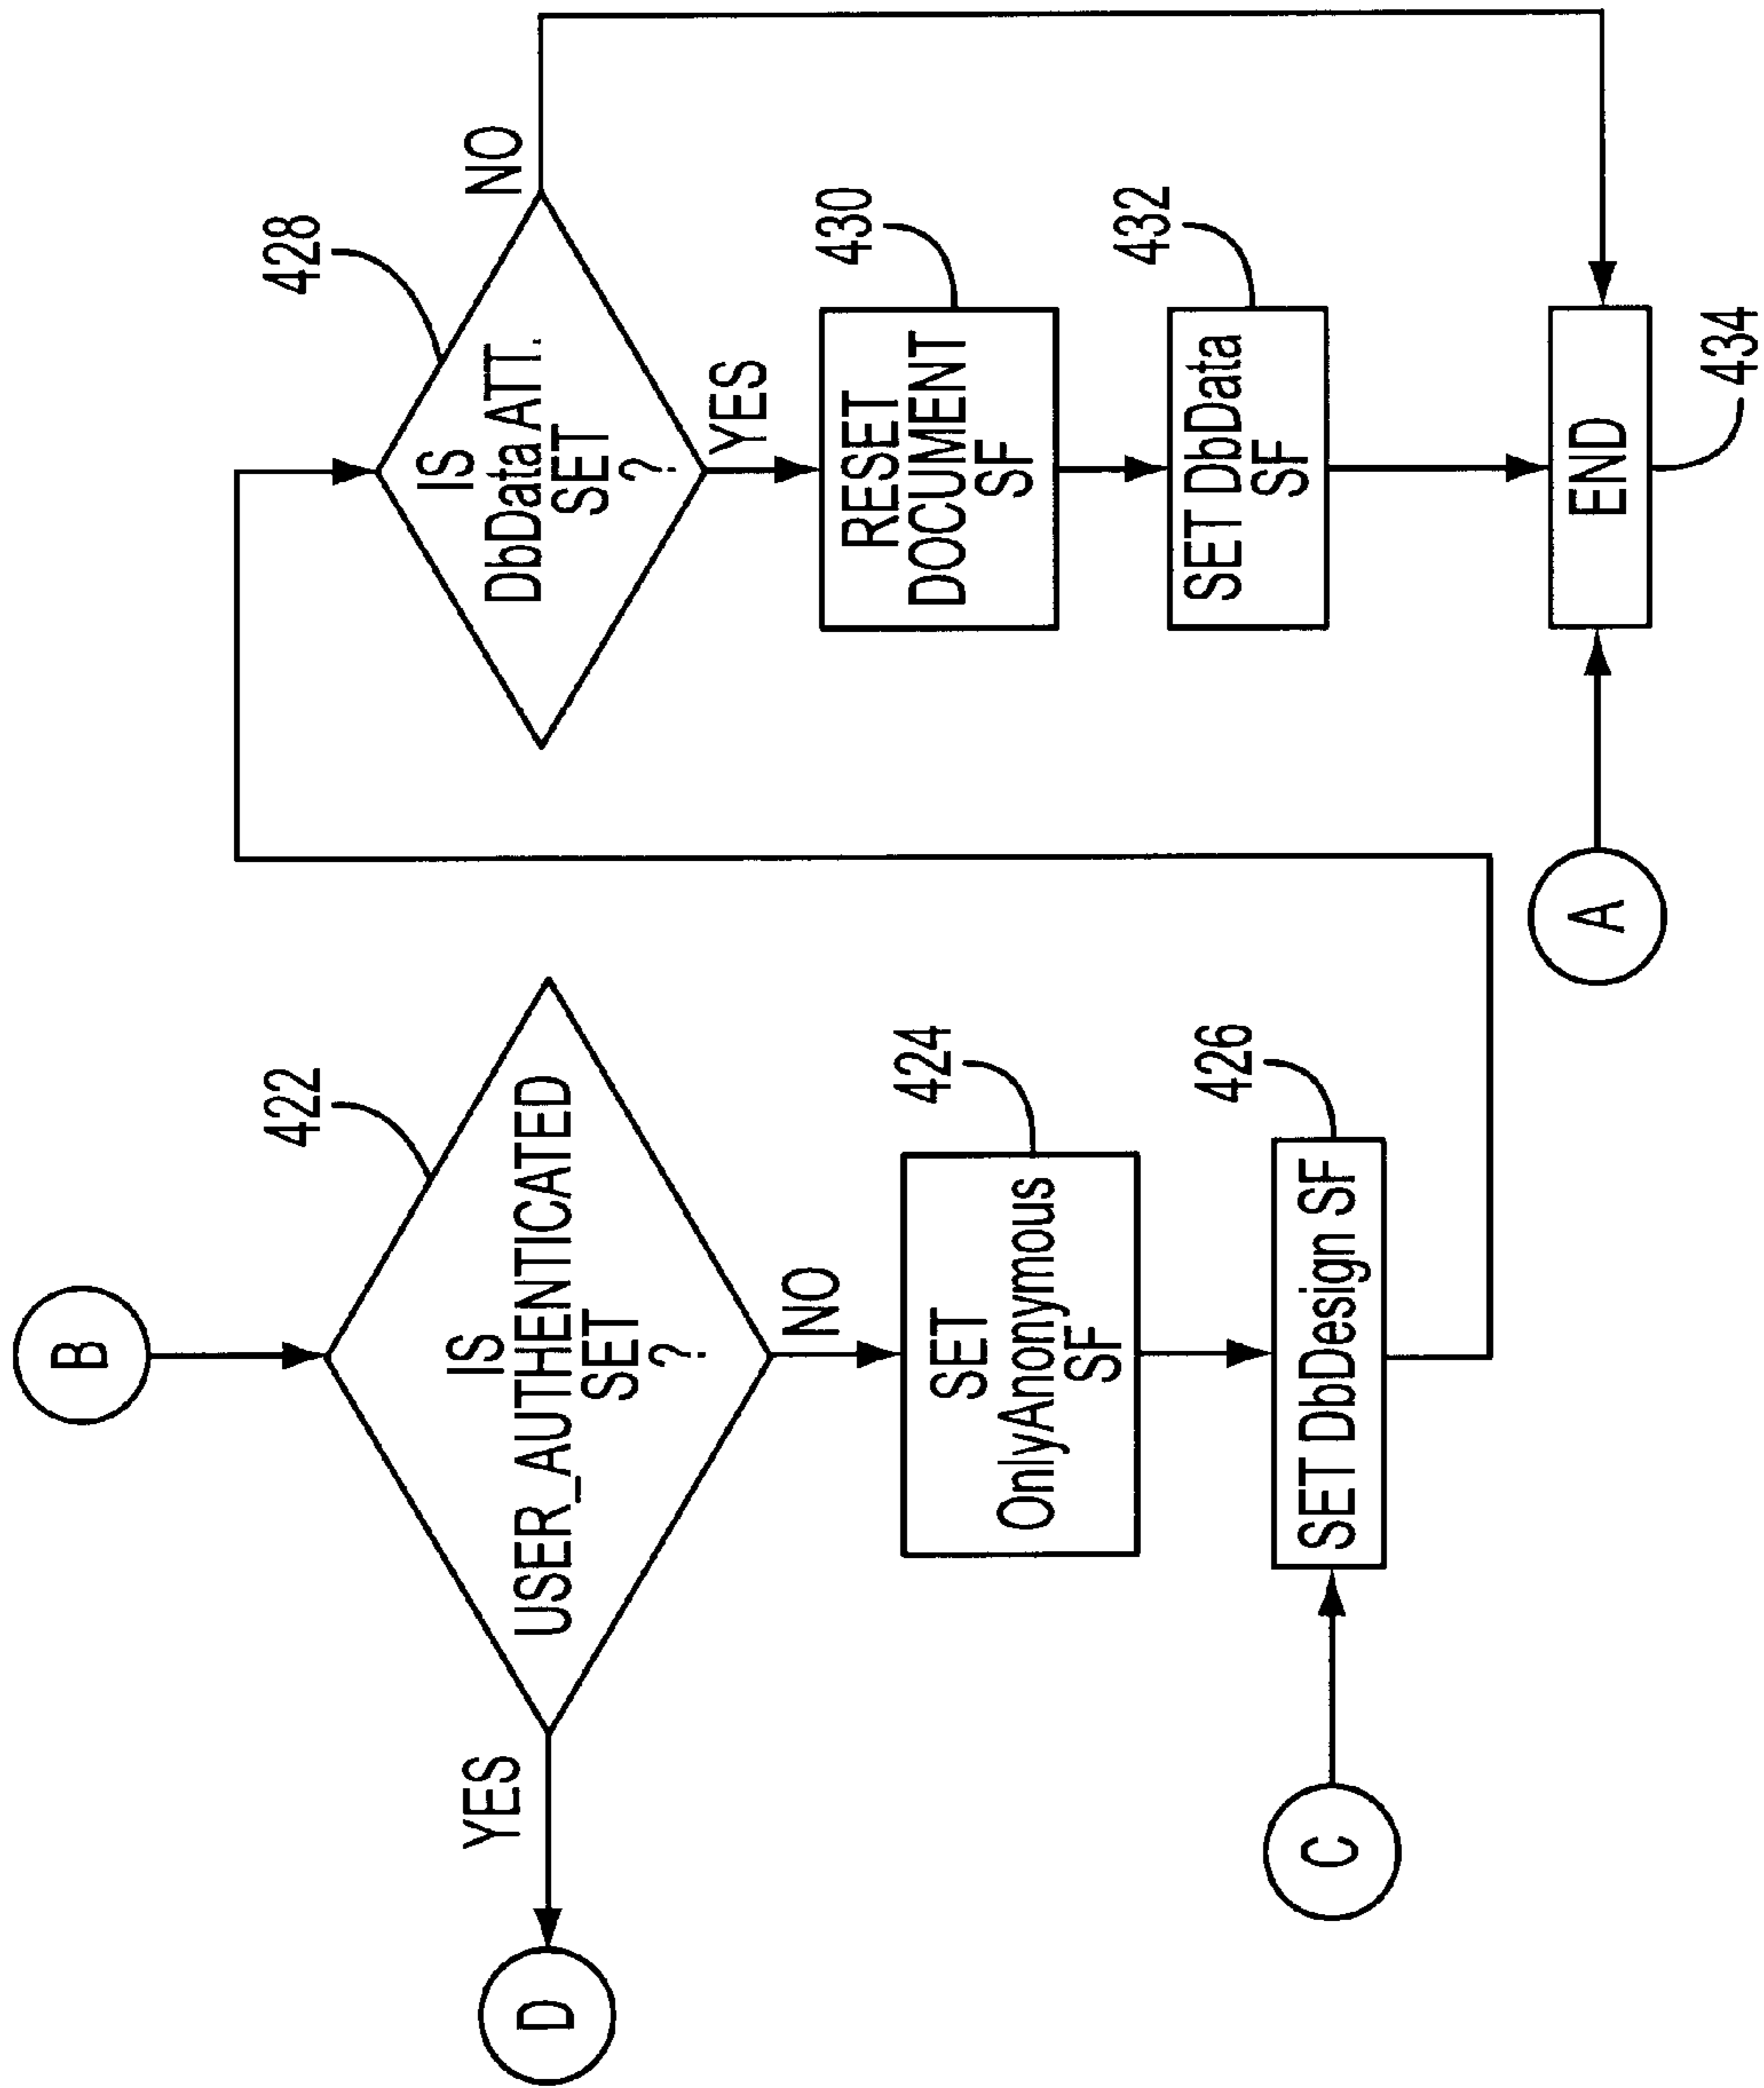 B
422
IS
USER_AUTHENTICATED
SET
?
YES
D
NO
424
SET
OnlyAnonymous
SF
426
SET DbDesign SF
C
428
IS
DbData ATT.
SET
?
NO
YES
430
RESET
DOCUMENT
SF
432
SET DbData
SF
END
434
A